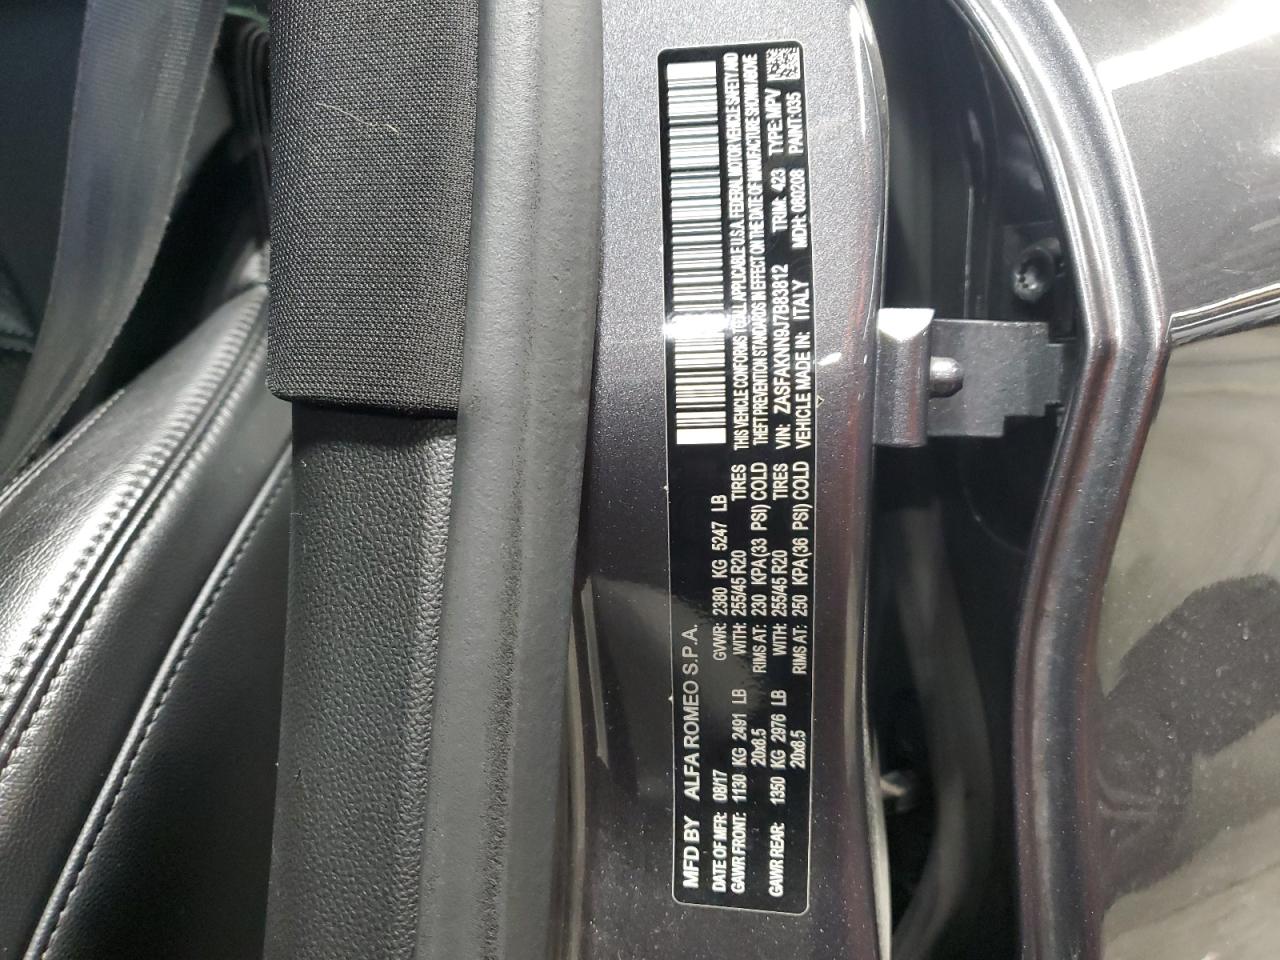 MFD BY ALFA ROMEO S.P.A.
DATE OF MFR: 08/17 GVWR: 2380 KG 5247 LB
GAWR FRONT: 1130 KG 2491 LB WITH: 255/45 R20 TIRES
20x8.5 RIMS AT: 230 KPA (33 PSI) COLD
GAWR REAR: 1350 KG 2976 LB WITH: 255/45 R20 TIRES
20x8.5 RIMS AT: 250 KPA (36 PSI) COLD
THIS VEHICLE CONFORMS TO ALL APPLICABLE U.S.A. FEDERAL MOTOR VEHICLE SAFETY AND
THEFT PREVENTION STANDARDS IN EFFECT ON THE DATE OF MANUFACTURE SHOWN ABOVE
VIN: ZASFAKNN9J7B83812 TRIM: 423 TYPE: MPV
VEHICLE MADE IN: ITALY MDH: 080208 PAINT: 035